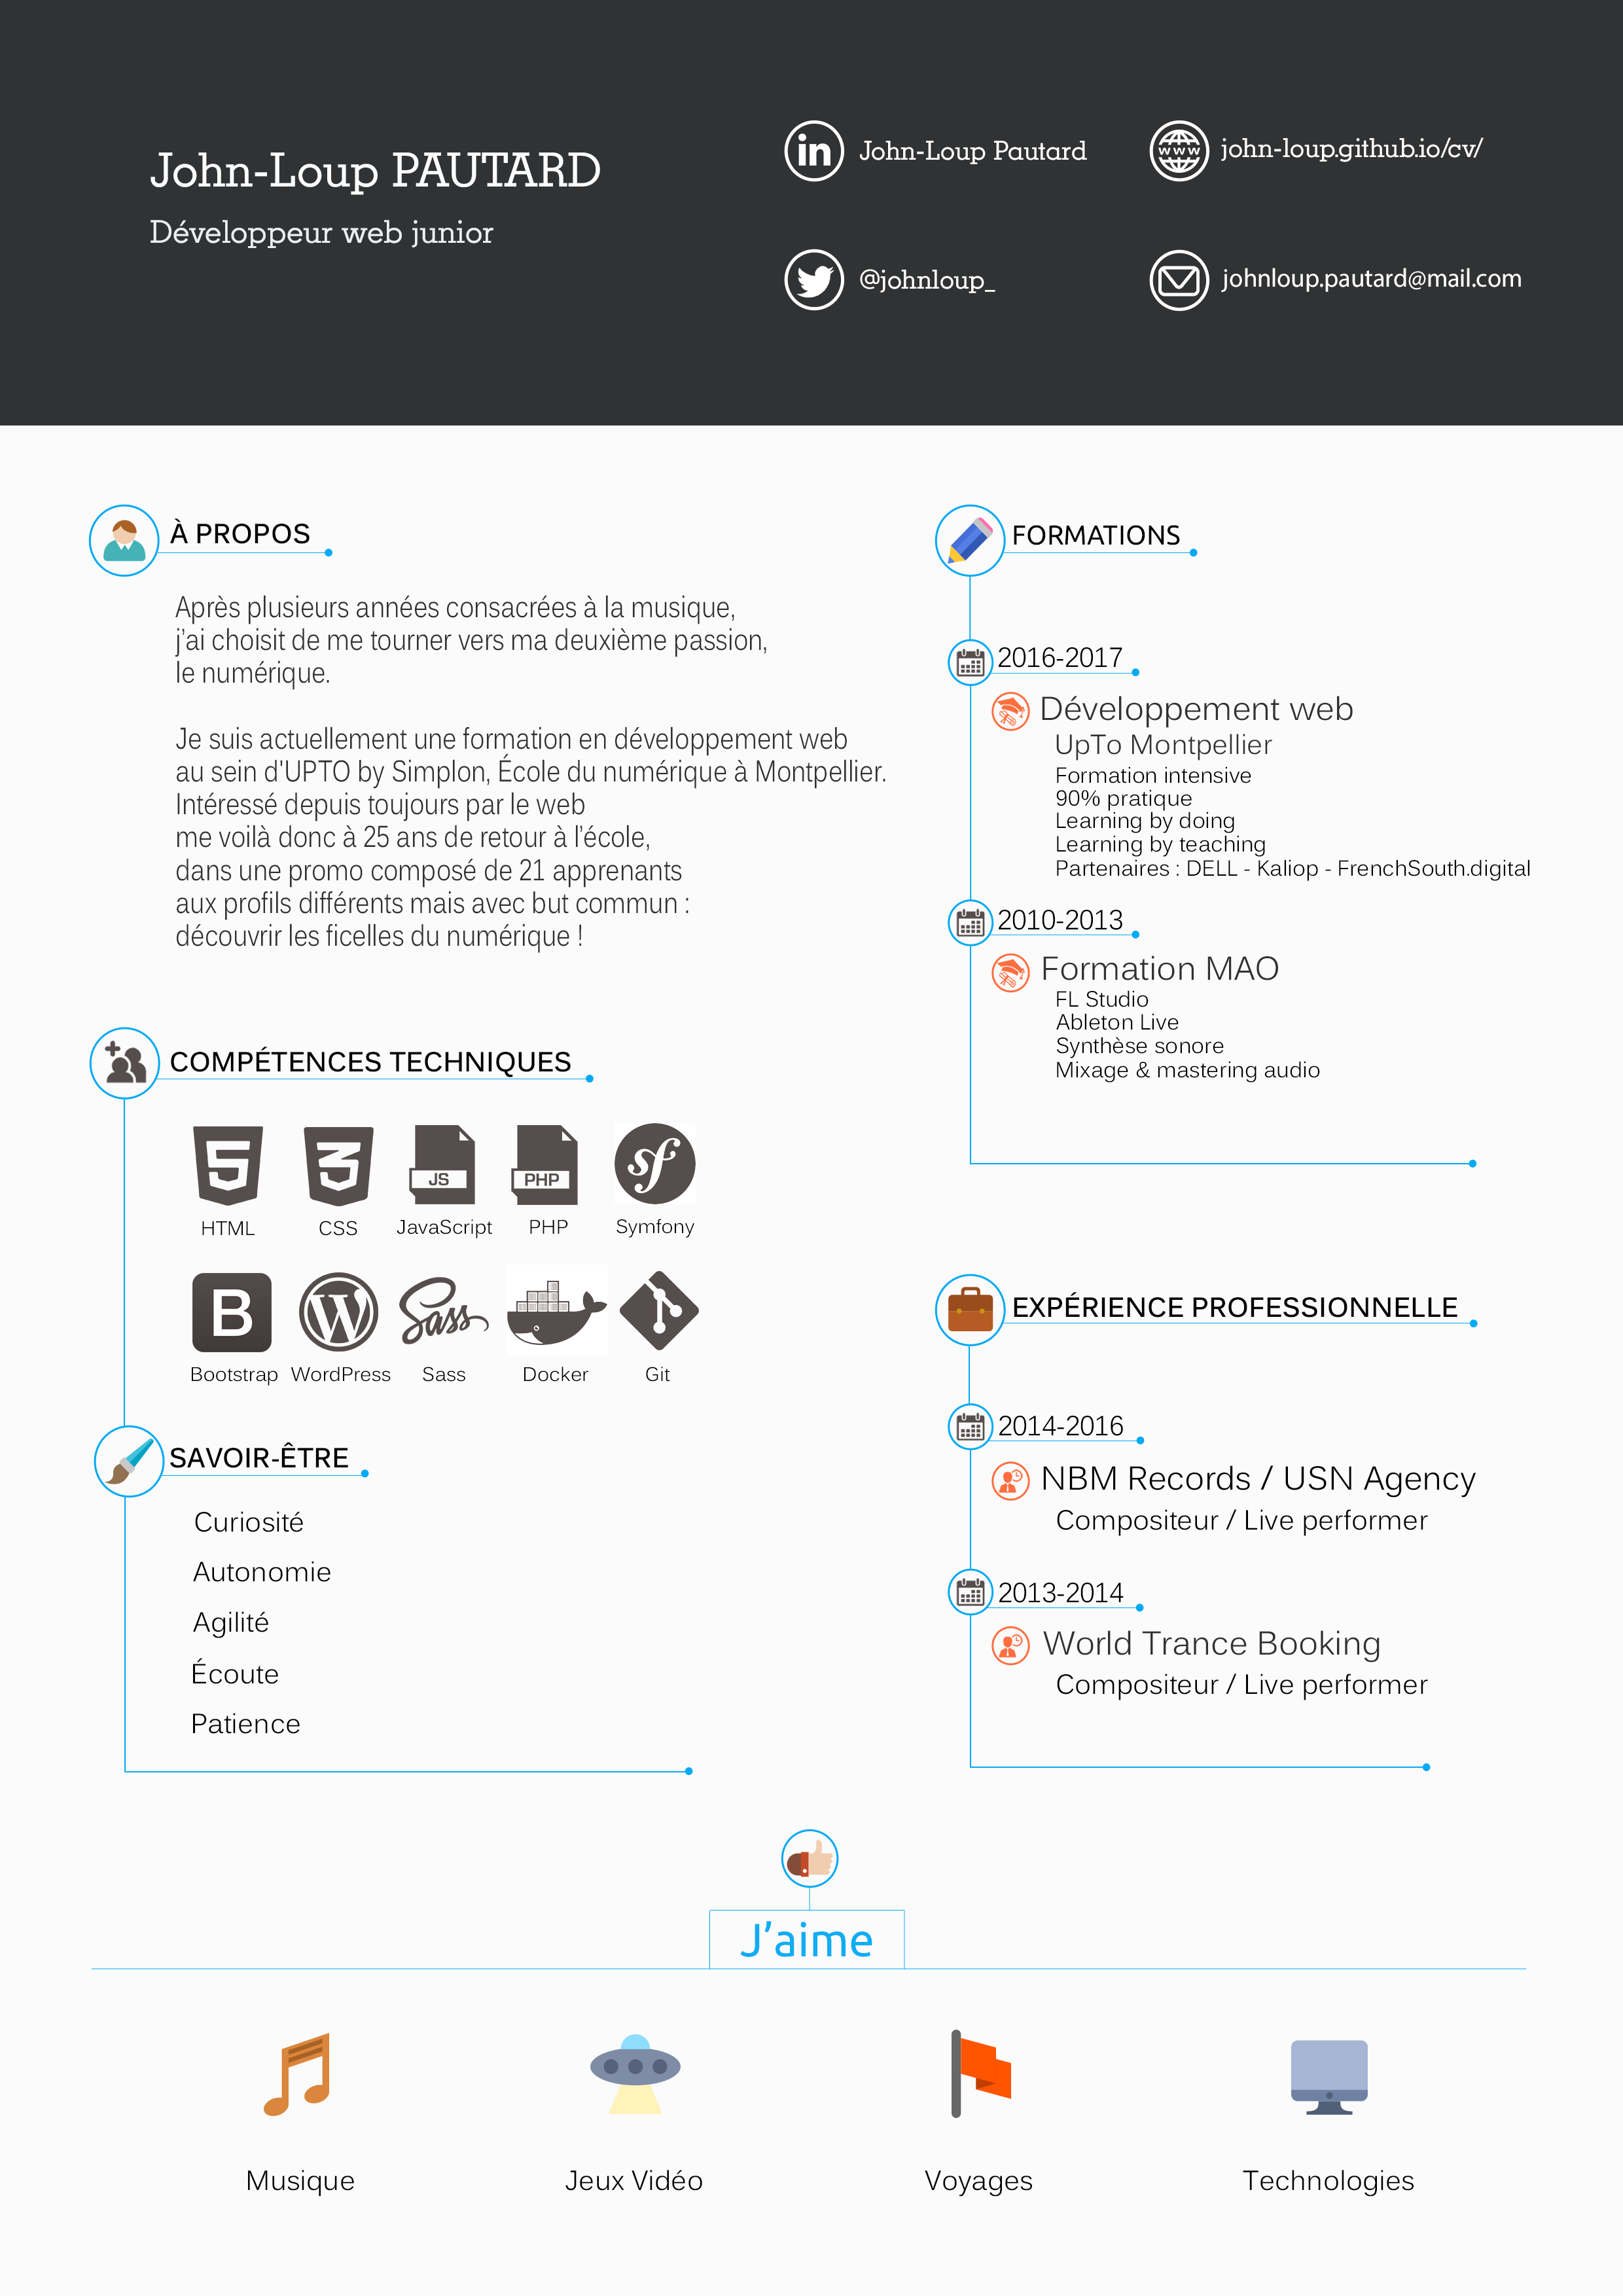 John-Loup PAUTARD
Développeur web junior
in John-Loup Pautard
www john-loup.github.io/cv/
@johnloup_
johnloup.pautard@mail.com
À PROPOS
Après plusieurs années consacrées à la musique,
j'ai choisit de me tourner vers ma deuxième passion,
le numérique.
Je suis actuellement une formation en développement web
au sein d'UPTO by Simplon, École du numérique à Montpellier.
Intéressé depuis toujours par le web
me voilà donc à 25 ans de retour à l'école,
dans une promo composé de 21 apprenants
aux profils différents mais avec but commun :
découvrir les ficelles du numérique !
COMPÉTENCES TECHNIQUES
5 3 JS PHP sf
HTML CSS JavaScript PHP Symfony
B W Sass
Bootstrap WordPress Sass Docker Git
SAVOIR-ÊTRE
Curiosité
Autonomie
Agilité
Écoute
Patience
FORMATIONS
2016-2017
Développement web
UpTo Montpellier
Formation intensive
90% pratique
Learning by doing
Learning by teaching
Partenaires : DELL - Kaliop - FrenchSouth.digital
2010-2013
Formation MAO
FL Studio
Ableton Live
Synthèse sonore
Mixage & mastering audio
EXPÉRIENCE PROFESSIONNELLE
2014-2016
NBM Records / USN Agency
Compositeur / Live performer
2013-2014
World Trance Booking
Compositeur / Live performer
J'aime
Musique Jeux Vidéo Voyages Technologies